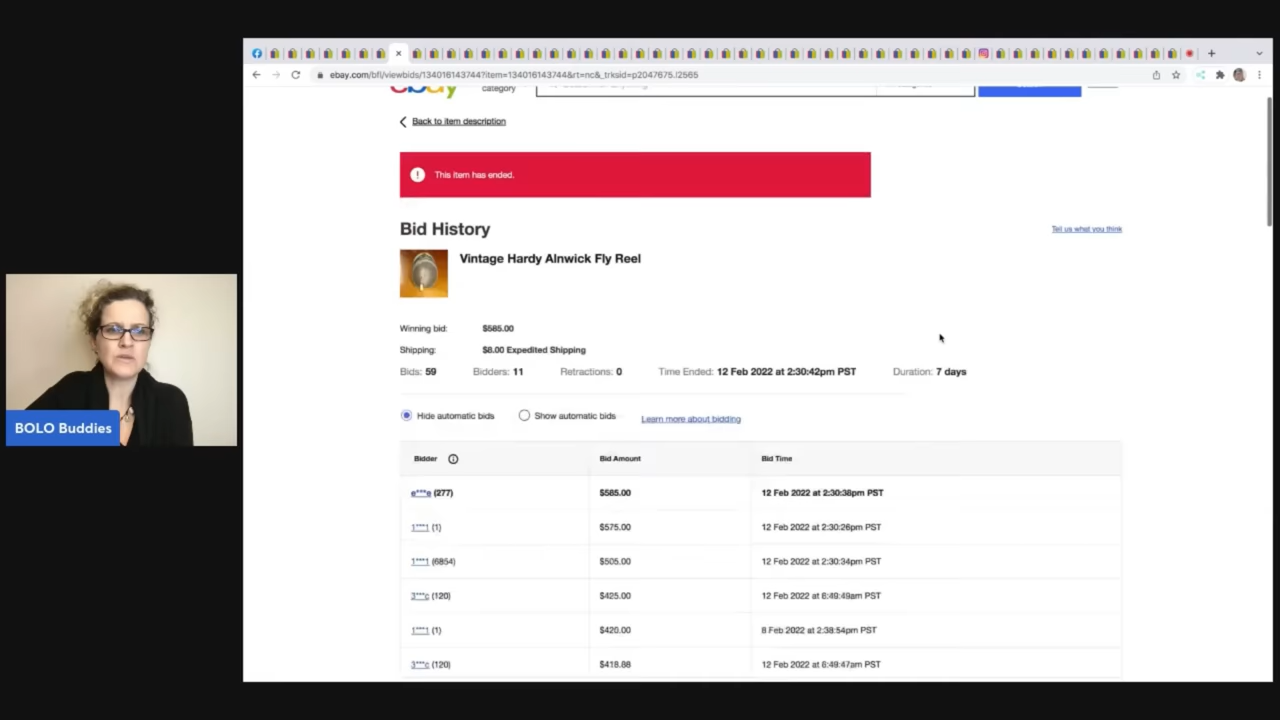 ebay.com/bfl/viewbids/134016143744?item=134016143744&rt=nc&_trksid=p2047675.l2565
ebay
category
Back to item description
This item has ended.
Bid History
Tell us what you think
Vintage Hardy Alnwick Fly Reel
Winning bid: $585.00
Shipping: $8.00 Expedited Shipping
Bids: 59 Bidders: 11 Retractions: 0 Time Ended: 12 Feb 2022 at 2:30:42pm PST Duration: 7 days
Hide automatic bids Show automatic bids Learn more about bidding
Bidder Bid Amount Bid Time
e***e (277) $585.00 12 Feb 2022 at 2:30:38pm PST
1***1 (1) $575.00 12 Feb 2022 at 2:30:26pm PST
1***1 (6854) $505.00 12 Feb 2022 at 2:30:34pm PST
3***c (120) $425.00 12 Feb 2022 at 6:49:49am PST
1***1 (1) $420.00 8 Feb 2022 at 2:38:54pm PST
3***c (120) $418.88 12 Feb 2022 at 6:49:47am PST
BOLO Buddies